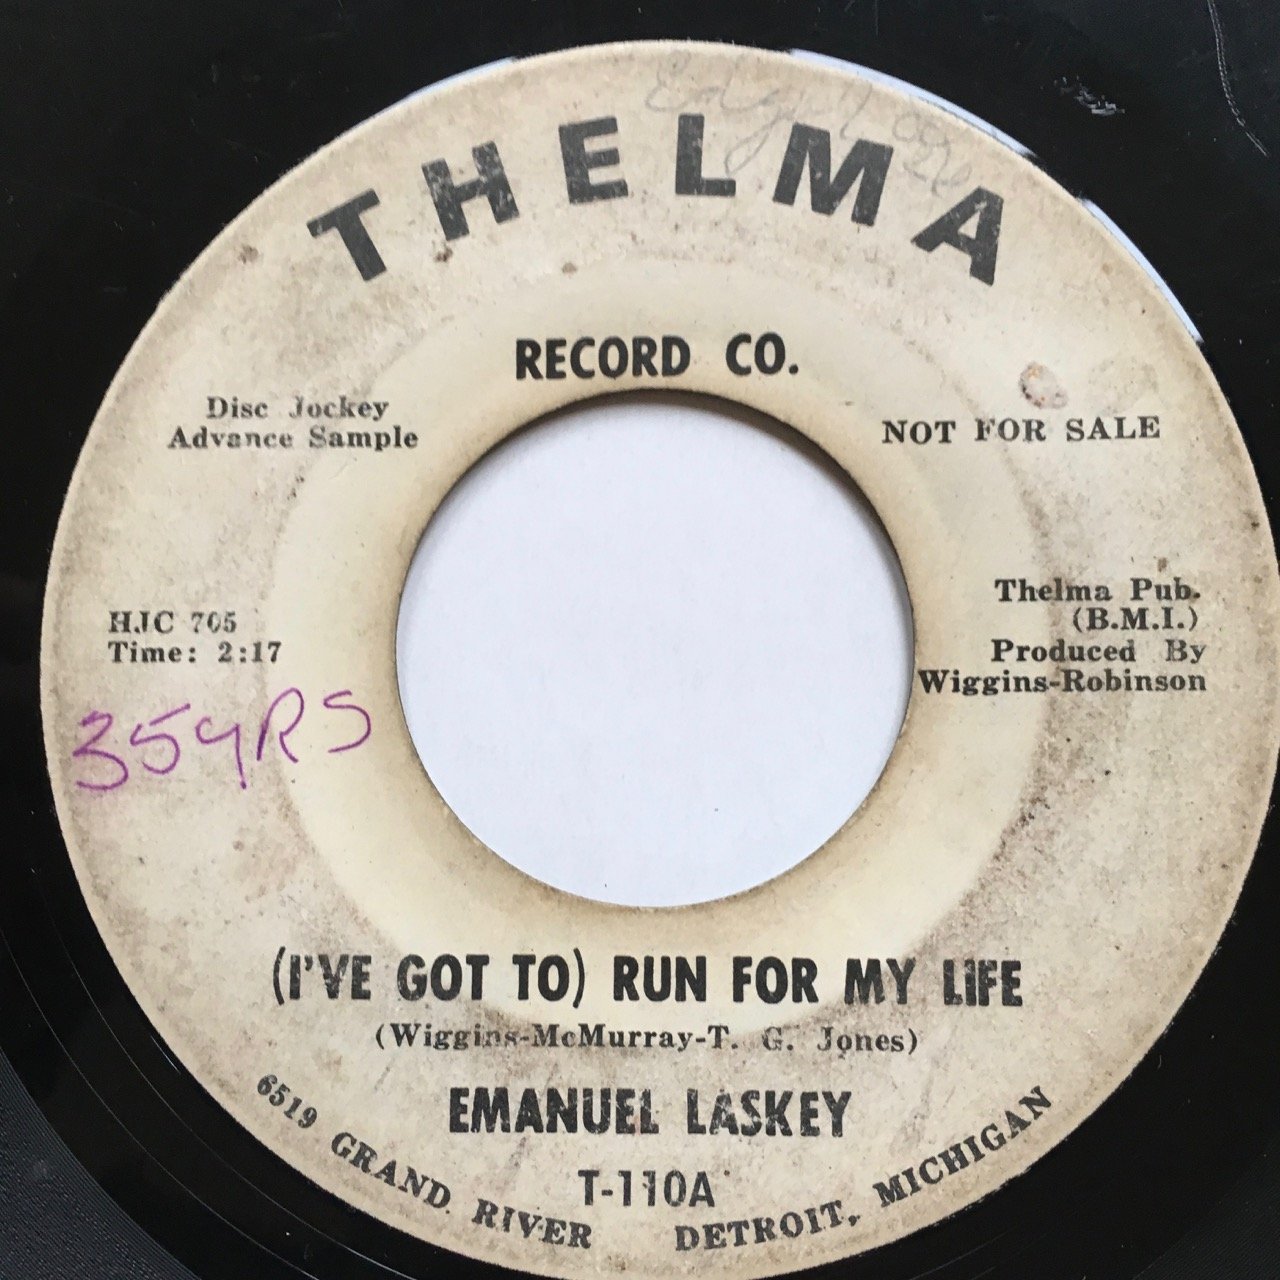 THELMA
RECORD CO.
Disc Jockey
Advance Sample
NOT FOR SALE
HJC 705
Time: 2:17
Thelma Pub.
(B.M.I.)
Produced By
Wiggins-Robinson
35YRS
(I'VE GOT TO) RUN FOR MY LIFE
(Wiggins-McMurray-T. G. Jones)
EMANUEL LASKEY
T-110A
6519 GRAND RIVER DETROIT, MICHIGAN